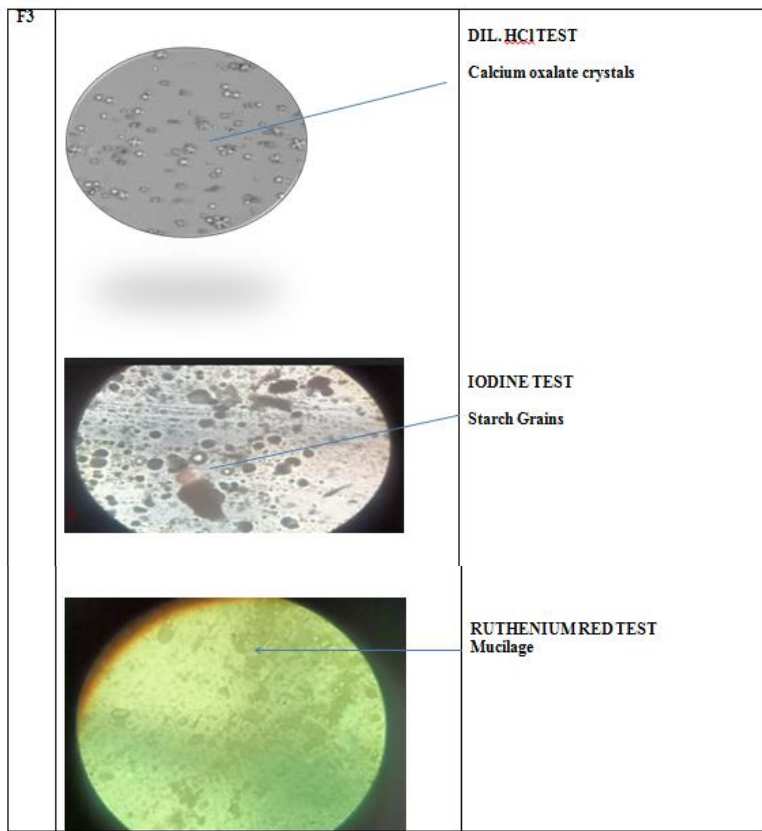 F3
DIL. HCl TEST
Calcium oxalate crystals
IODINE TEST
Starch Grains
RUTHENIUM RED TEST
Mucilage